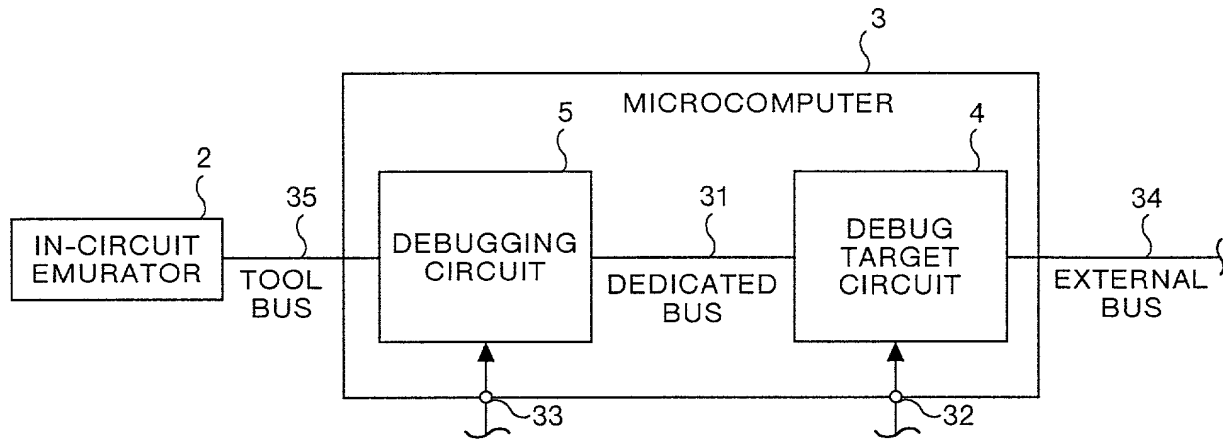 3
MICROCOMPUTER
5
4
2
35
31
34
IN-CIRCUIT
EMURATOR
TOOL
BUS
DEBUGGING
CIRCUIT
DEDICATED
BUS
DEBUG
TARGET
CIRCUIT
EXTERNAL
BUS
33
32